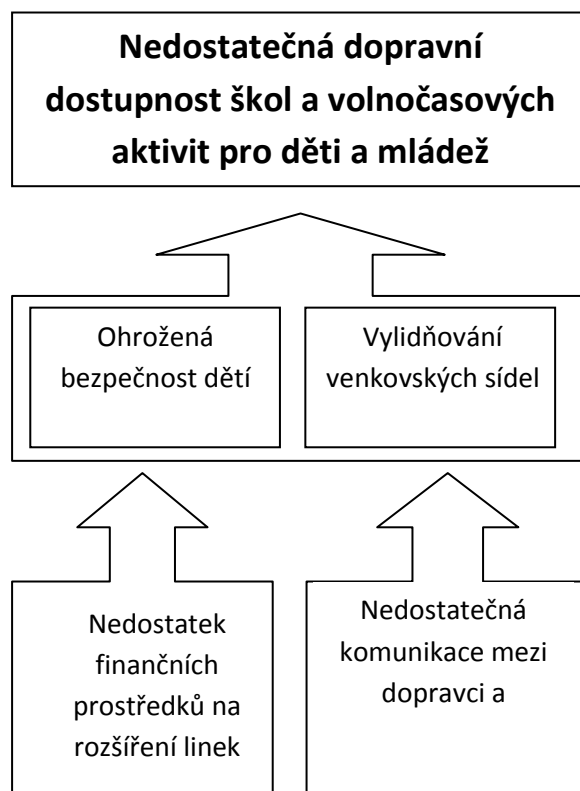 Nedostatečná dopravní
dostupnost škol a volnočasových
aktivit pro děti a mládež
Ohrožená
bezpečnost dětí
Vylidňování
venkovských sídel
Nedostatek
finančních
prostředků na
rozšíření linek
Nedostatečná
komunikace mezi
dopravci a